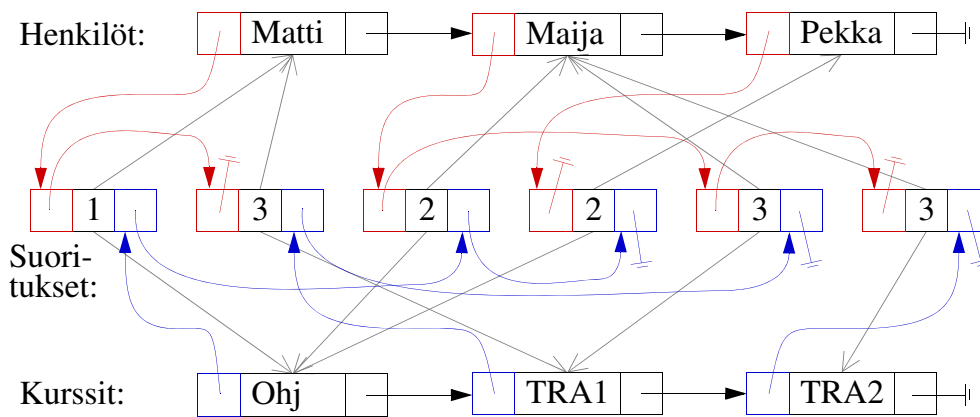 Henkilöt: Matti Maija Pekka
1 3 2 2 3 3
Suori-
tukset:
Kurssit: Ohj TRA1 TRA2